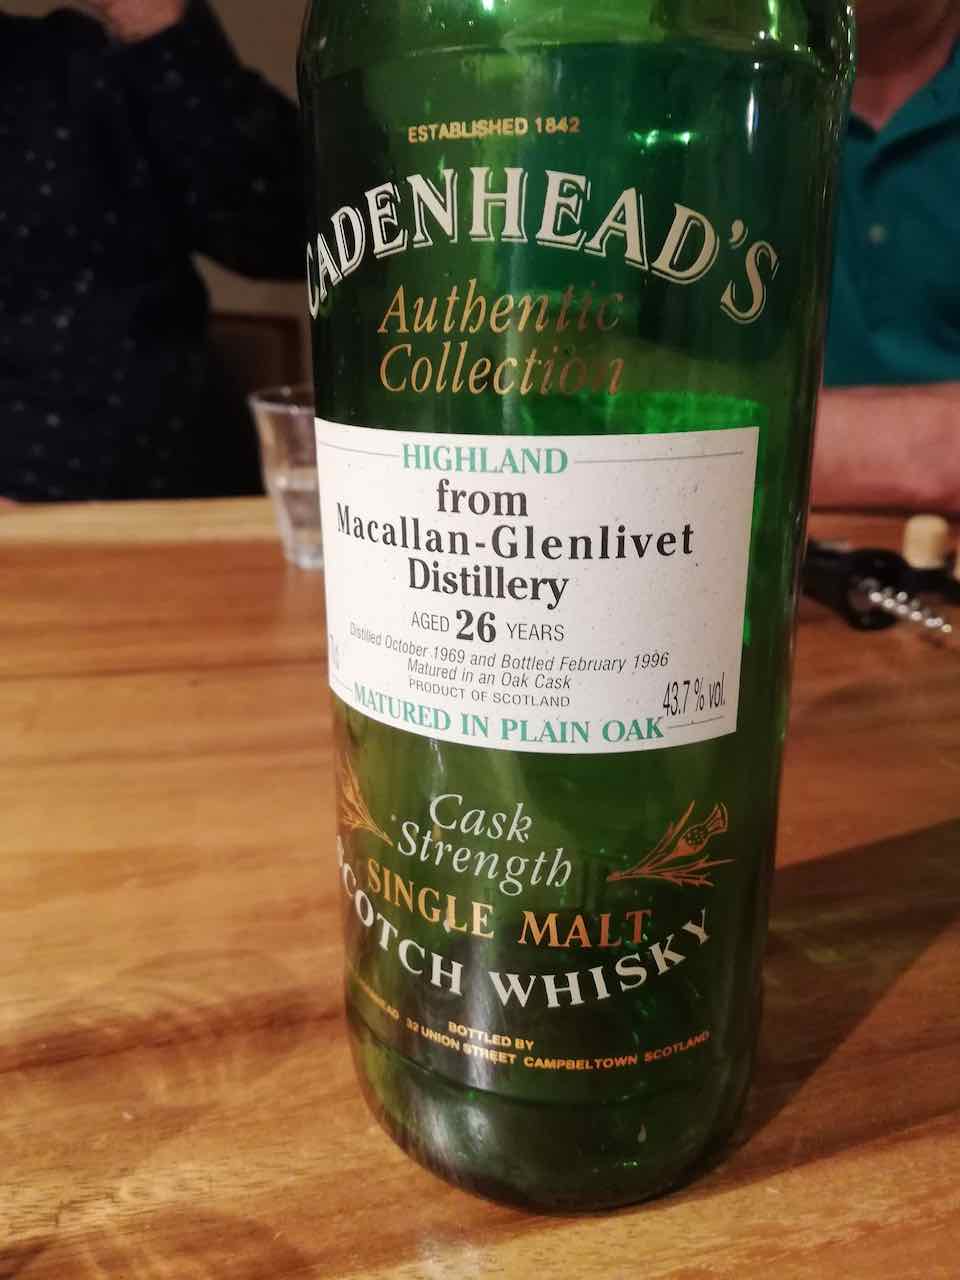 ESTABLISHED 1842
CADENHEAD'S
Authentic
Collection
HIGHLAND
from
Macallan-Glenlivet
Distillery
AGED 26 YEARS
Distilled October 1969 and Bottled February 1996
Matured in an Oak Cask
PRODUCT OF SCOTLAND
43.7 % vol.
MATURED IN PLAIN OAK
Cask
Strength
SINGLE MALT
SCOTCH WHISKY
BOTTLED BY
32 UNION STREET CAMPBELTOWN SCOTLAND